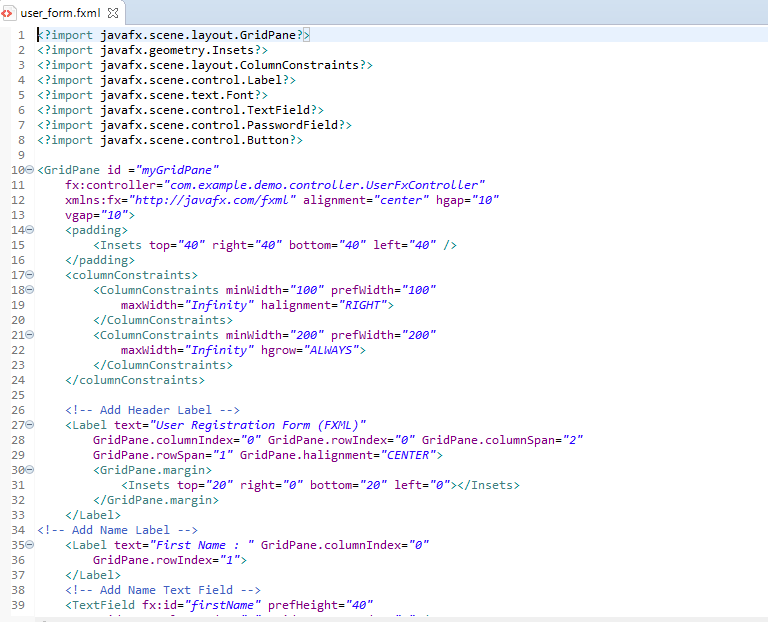 user_form.fxml
1 <?import javafx.scene.layout.GridPane?>
2 <?import javafx.geometry.Insets?>
3 <?import javafx.scene.layout.ColumnConstraints?>
4 <?import javafx.scene.control.Label?>
5 <?import javafx.scene.text.Font?>
6 <?import javafx.scene.control.TextField?>
7 <?import javafx.scene.control.PasswordField?>
8 <?import javafx.scene.control.Button?>
9
10 <GridPane id ="myGridPane"
11 fx:controller="com.example.demo.controller.UserFxController"
12 xmlns:fx="http://javafx.com/fxml" alignment="center" hgap="10"
13 vgap="10">
14 <padding>
15 <Insets top="40" right="40" bottom="40" left="40" />
16 </padding>
17 <columnConstraints>
18 <ColumnConstraints minWidth="100" prefWidth="100"
19 maxWidth="Infinity" halignment="RIGHT">
20 </ColumnConstraints>
21 <ColumnConstraints minWidth="200" prefWidth="200"
22 maxWidth="Infinity" hgrow="ALWAYS">
23 </ColumnConstraints>
24 </columnConstraints>
25
26 <!-- Add Header Label -->
27 <Label text="User Registration Form (FXML)"
28 GridPane.columnIndex="0" GridPane.rowIndex="0" GridPane.columnSpan="2"
29 GridPane.rowSpan="1" GridPane.halignment="CENTER">
30 <GridPane.margin>
31 <Insets top="20" right="0" bottom="20" left="0"></Insets>
32 </GridPane.margin>
33 </Label>
34 <!-- Add Name Label -->
35 <Label text="First Name : " GridPane.columnIndex="0"
36 GridPane.rowIndex="1">
37 </Label>
38 <!-- Add Name Text Field -->
39 <TextField fx:id="firstName" prefHeight="40"